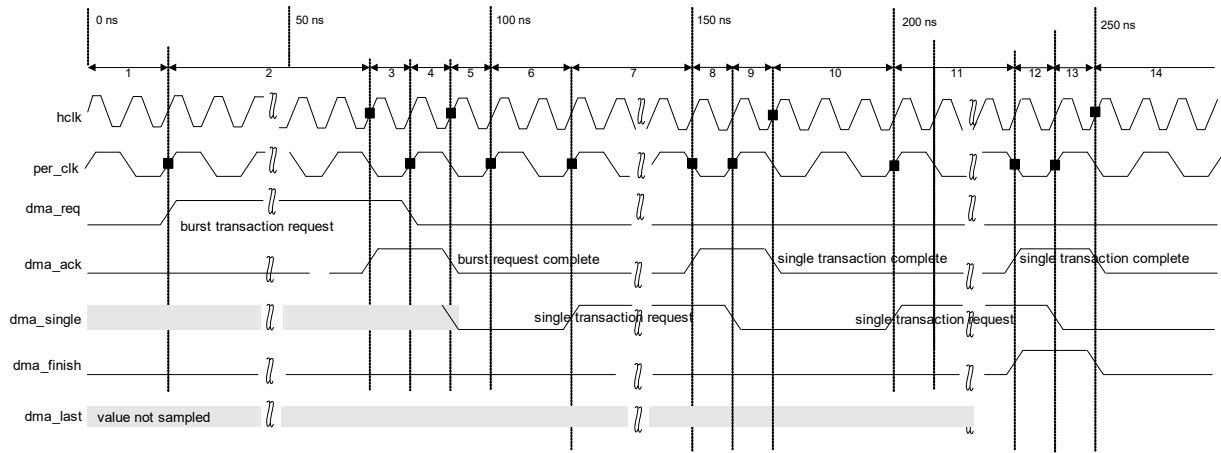 0 ns 50 ns 100 ns 150 ns 200 ns 250 ns
1 2 3 4 5 6 7 8 9 10 11 12 13 14
hclk
per_clk
dma_req
burst transaction request
dma_ack burst request complete single transaction complete single transaction complete
dma_single single transaction request single transaction request
dma_finish
dma_last value not sampled